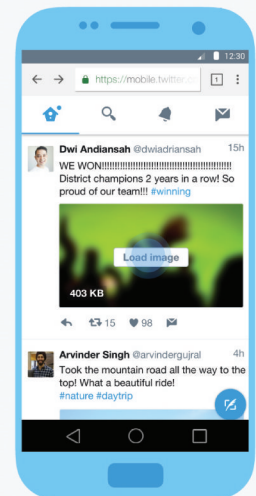 12:30
https://mobile.twitter.
1
Dwi Andiansah @dwiadriansah 15h
WE WON!!!!!!!!!!!!!!!!!!!!!!!!!!!!!!!!!!!!!!!!!!!!!!!!
District champions 2 years in a row! So
proud of our team!!! #winning
Load image
403 KB
15 98
Arvinder Singh @arvindergujral 4h
Took the mountain road all the way to the
top! What a beautiful ride!
#nature #daytrip